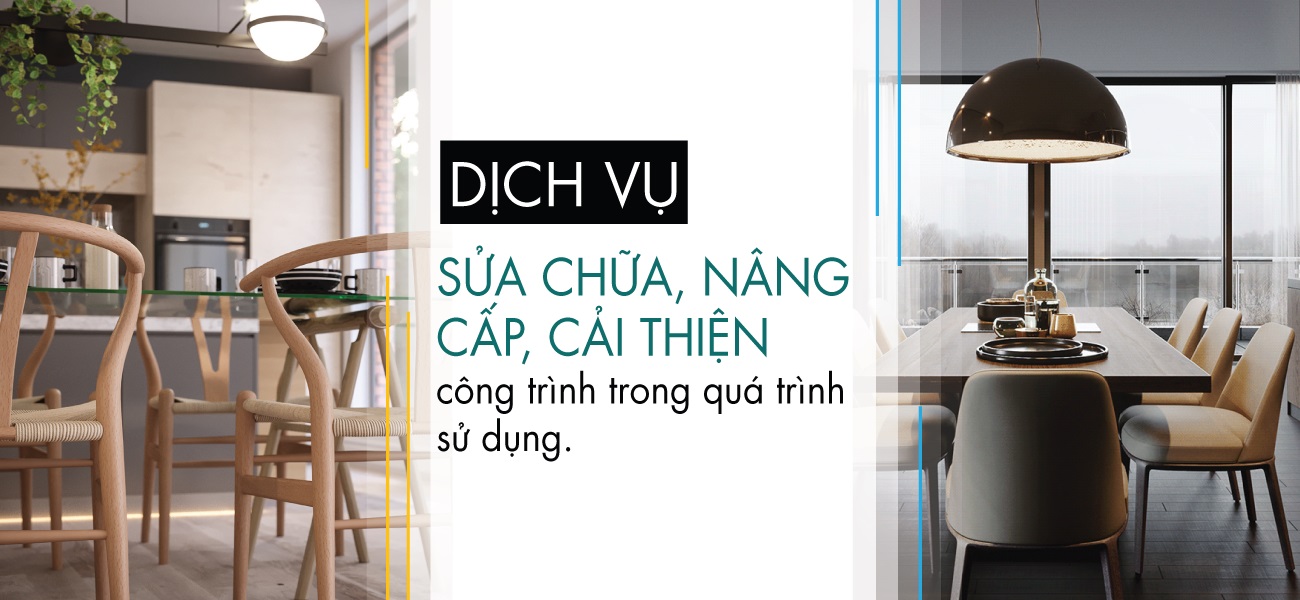 DỊCH VỤ
SỬA CHỮA, NÂNG
CẤP, CẢI THIỆN
công trình trong quá trình
sử dụng.